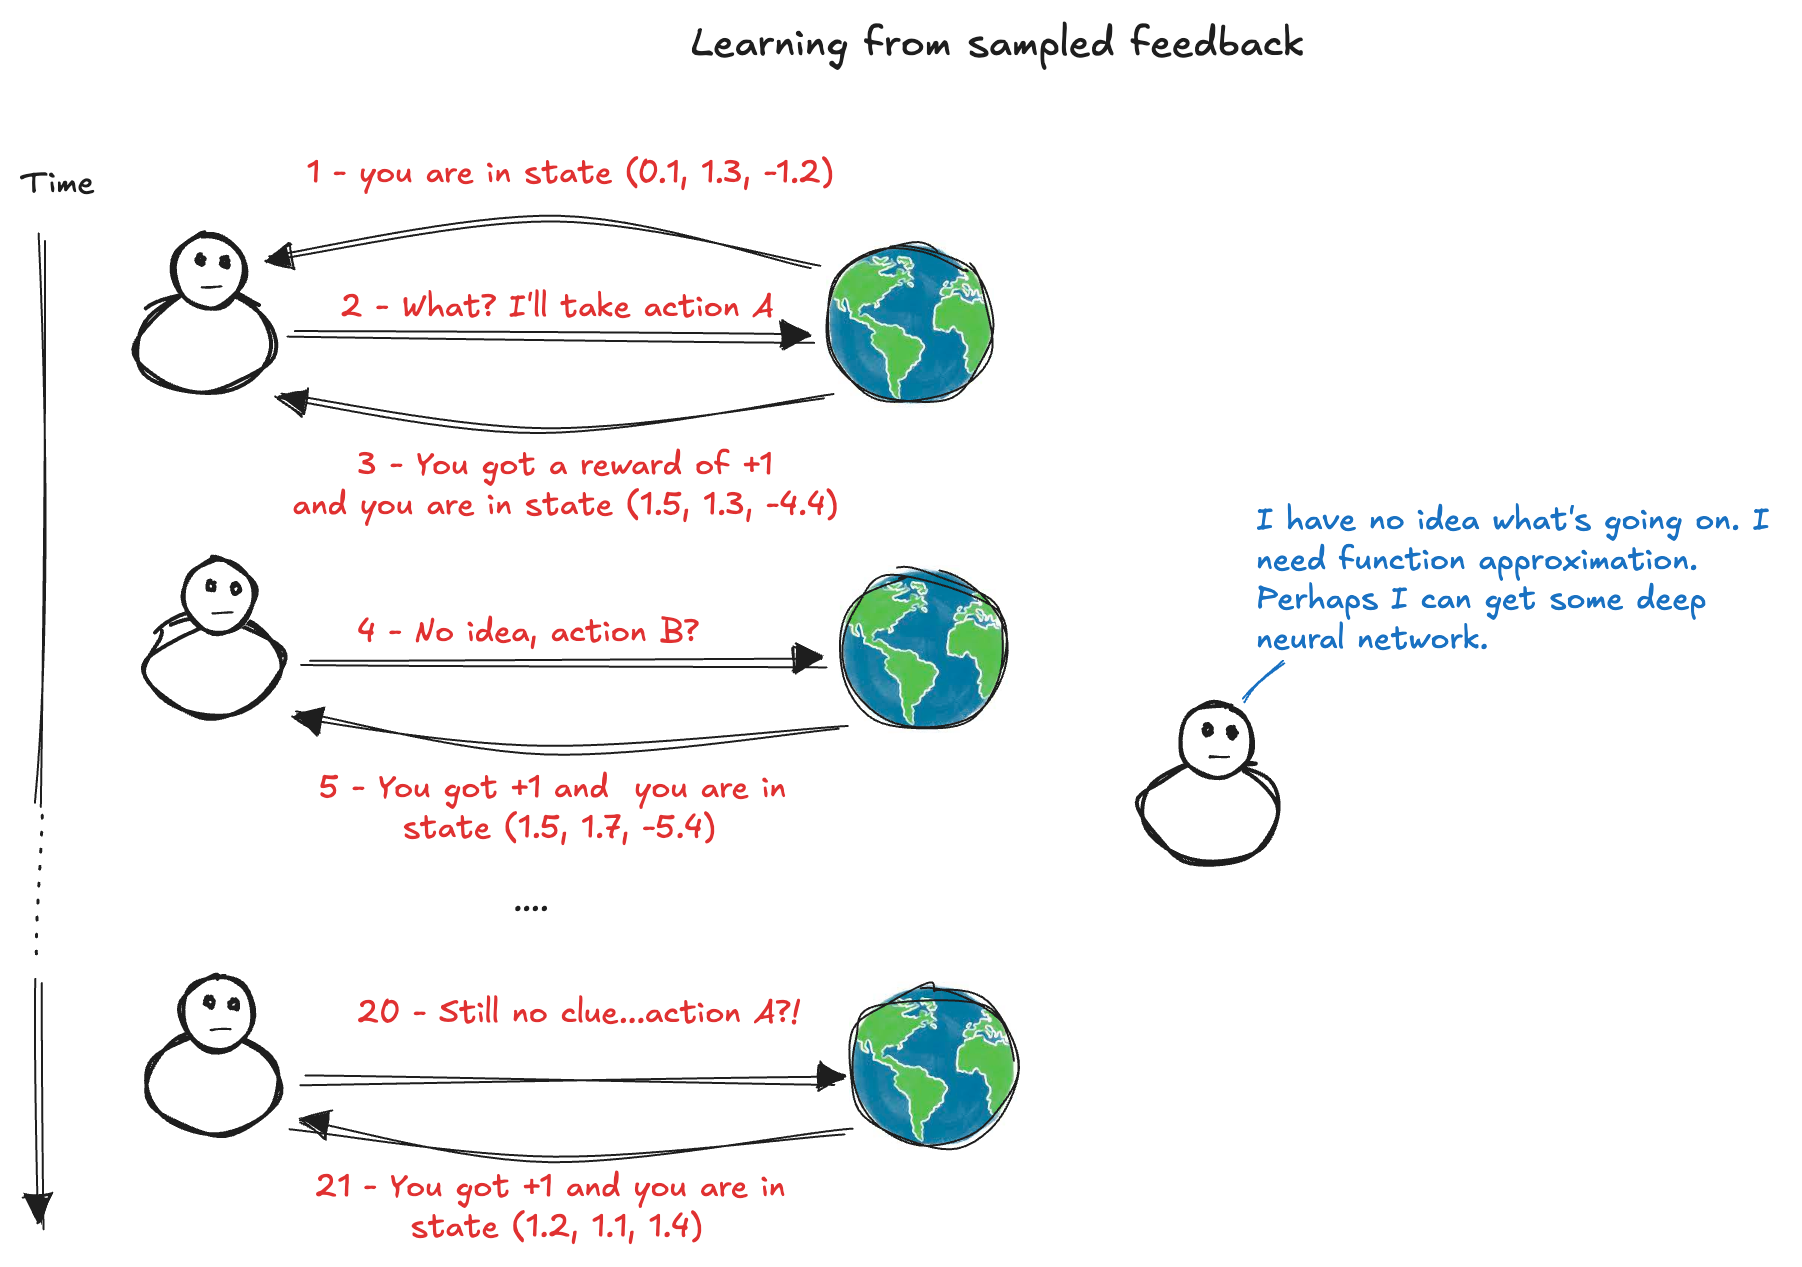 Learning from sampled feedback
Time
1 - you are in state (0.1, 1.3, -1.2)
2 - What? I'll take action A
3 - You got a reward of +1
and you are in state (1.5, 1.3, -4.4)
4 - No idea, action B?
5 - You got +1 and  you are in
state (1.5, 1.7, -5.4)
....
20 - Still no clue...action A?!
21 - You got +1 and you are in
state (1.2, 1.1, 1.4)
I have no idea what's going on. I
need function approximation.
Perhaps I can get some deep
neural network.